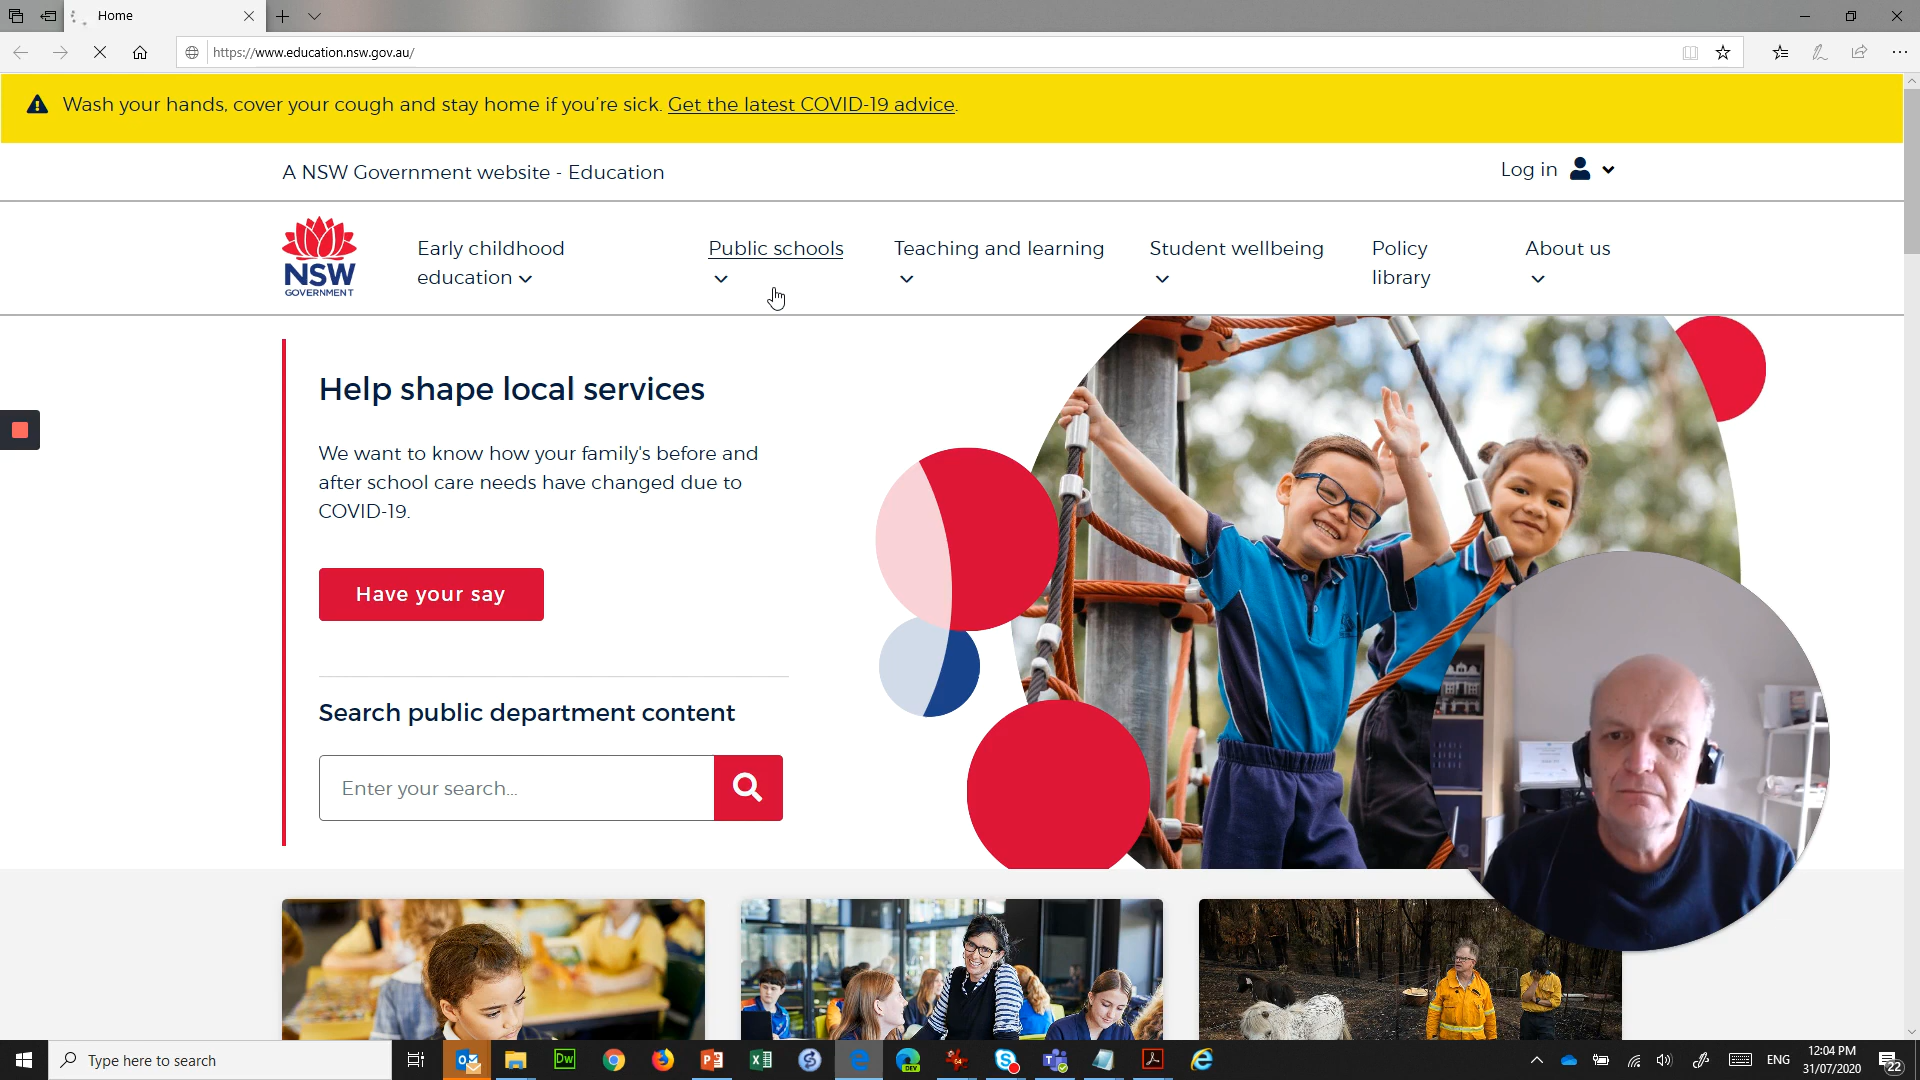 Home
https://www.education.nsw.gov.au/
Wash your hands, cover your cough and stay home if you're sick. Get the latest COVID-19 advice.
A NSW Government website - Education
Log in
NSW
GOVERNMENT
Early childhood
education
Public schools
Teaching and learning
Student wellbeing
Policy
library
About us
Help shape local services
We want to know how your family's before and
after school care needs have changed due to
COVID-19.
Have your say
Search public department content
Enter your search...
Type here to search
Dw
DEV
64
ENG
12:04 PM
31/07/2020
22